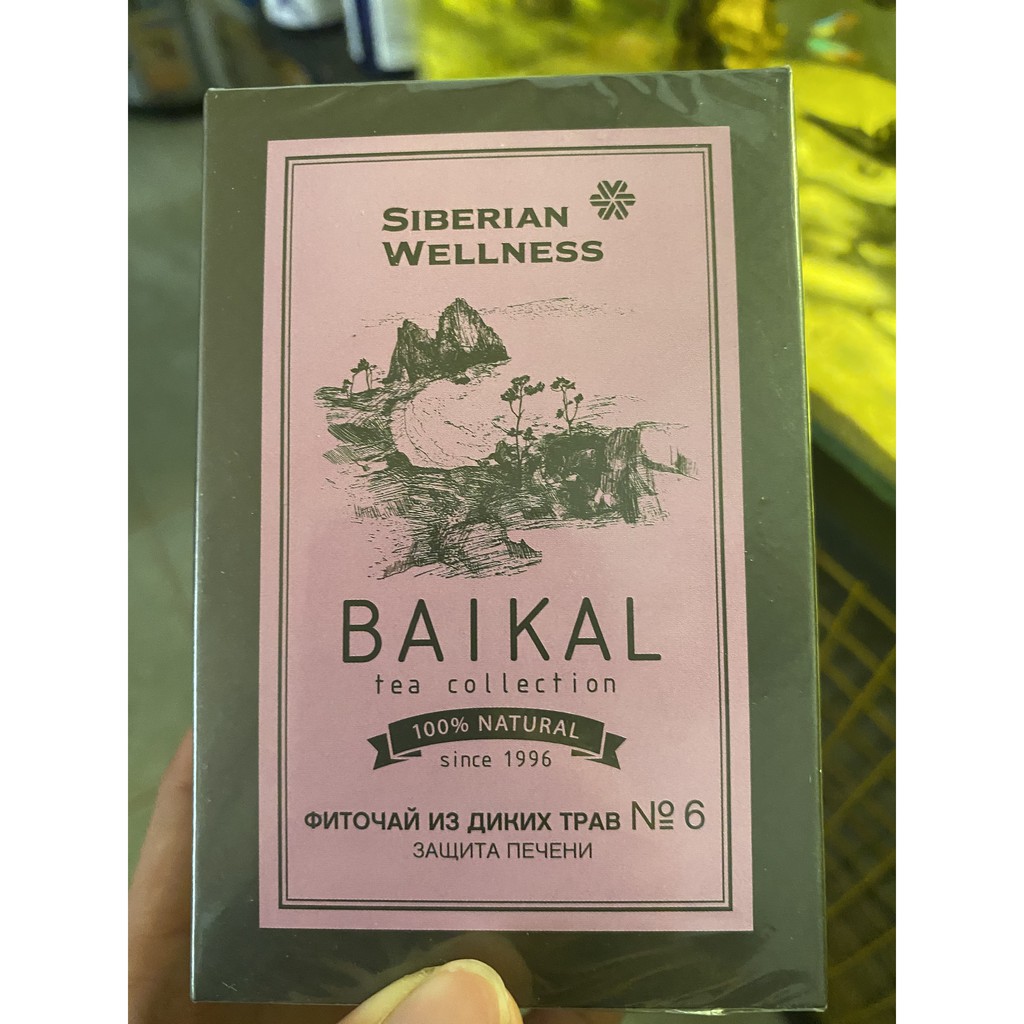 SIBERIAN
WELLNESS
BAIKAL
tea collection
100% NATURAL
since 1996
ФИТОЧАЙ ИЗ ДИКИХ ТРАВ № 6
ЗАЩИТА ПЕЧЕНИ